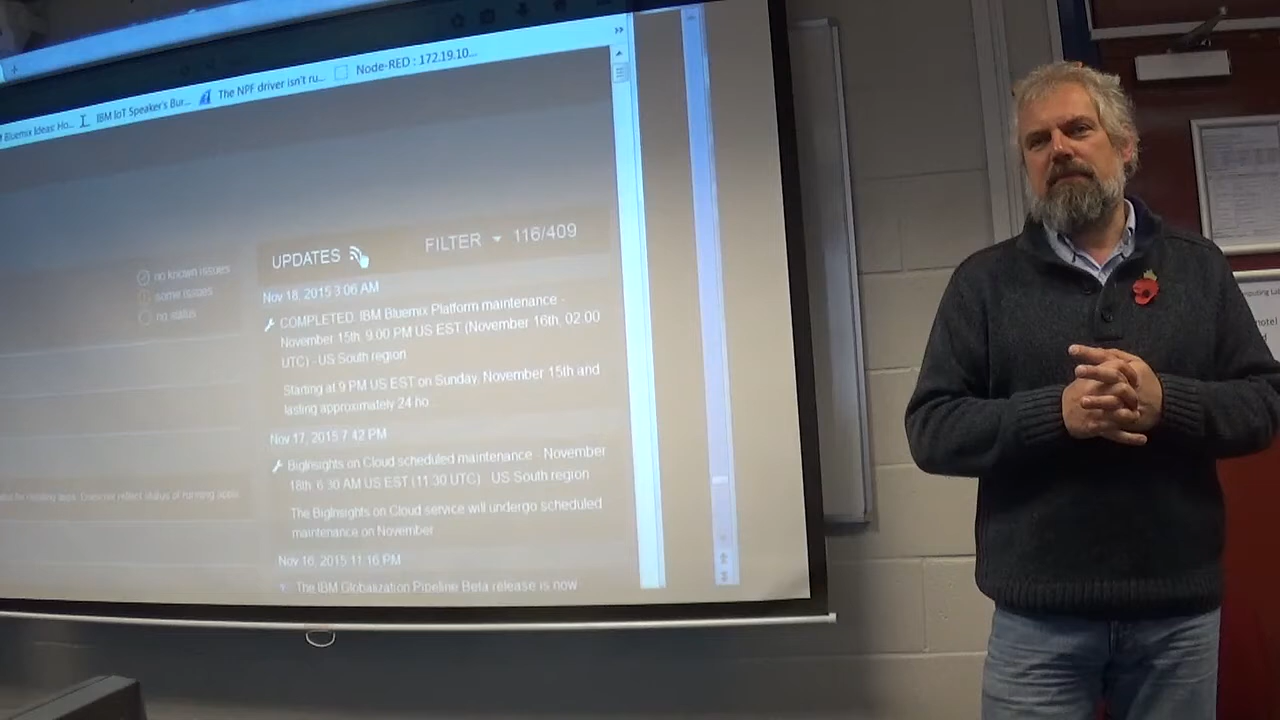 Bluemix Ideas: Ho... IBM IoT Speaker's Bur... The NPF driver isn't ru... Node-RED : 172.19.10...
no known issues
some issues
no status
UPDATES FILTER 116/409
Nov 18, 2015 3:06 AM
COMPLETED: IBM Bluemix Platform maintenance -
November 15th, 9:00 PM US EST (November 16th, 02:00
UTC) - US South region
Starting at 9 PM US EST on Sunday, November 15th and
lasting approximately 24 ho
Nov 17, 2015 7:42 PM
BigInsights on Cloud scheduled maintenance - November
18th, 6:30 AM US EST (11:30 UTC) - US South region
The BigInsights on Cloud service will undergo scheduled
maintenance on November
Nov 16, 2015 11:16 PM
The IBM Globalization Pipeline Beta release is now
status of running apps